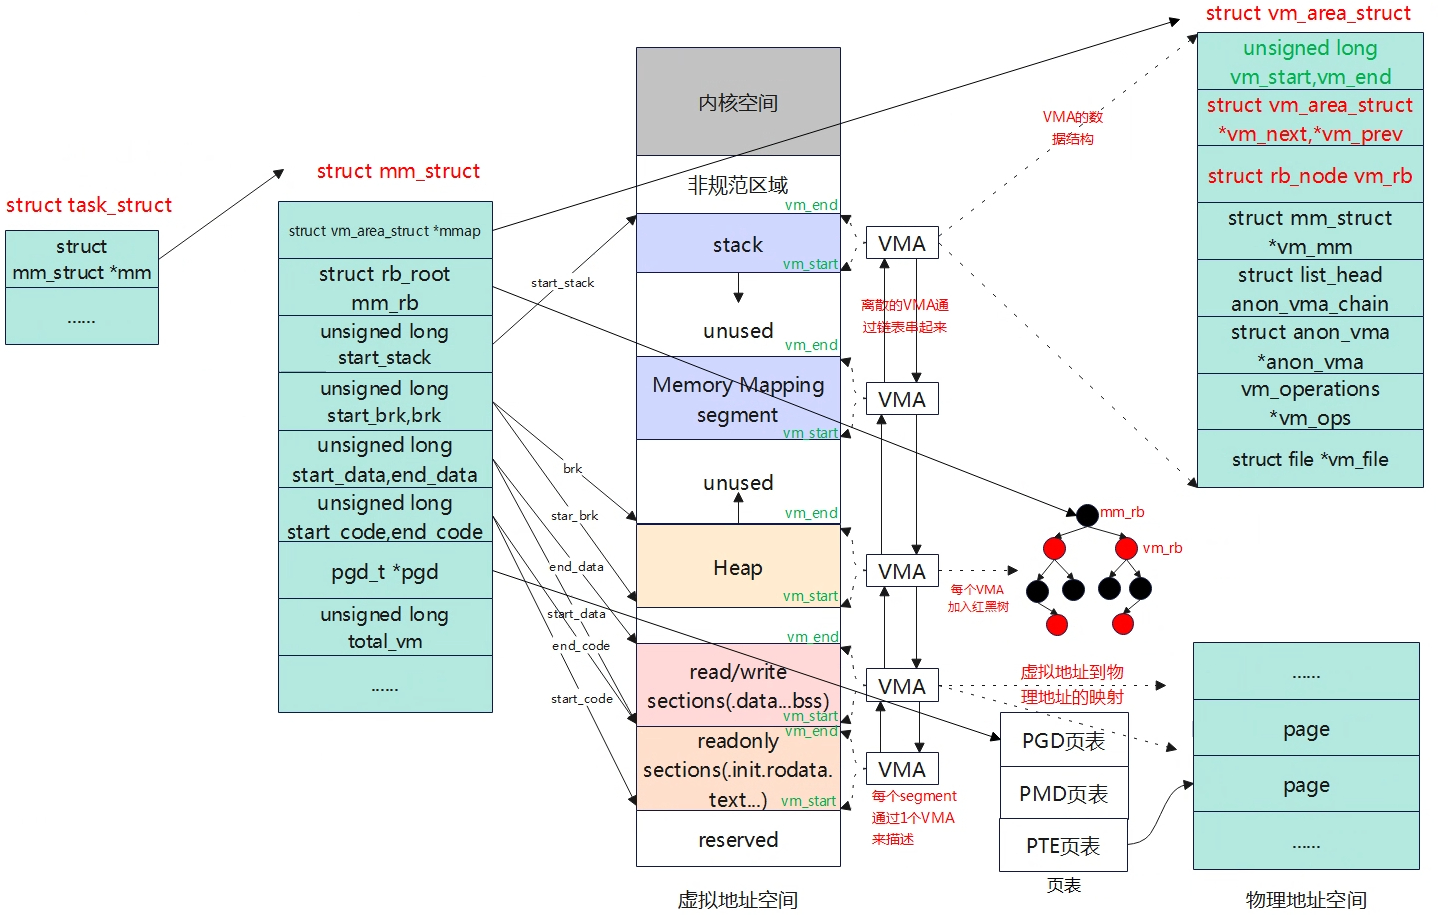 struct task_struct
struct
mm_struct *mm
......
struct mm_struct
struct vm_area_struct *mmap
struct rb_root
mm_rb
unsigned long
start_stack
unsigned long
start_brk,brk
unsigned long
start_data,end_data
unsigned long
start_code,end_code
pgd_t *pgd
unsigned long
total_vm
......
start_stack
brk
star_brk
end_data
start_data
end_code
start_code
内核空间
非规范区域
vm_end
stack
vm_start
unused
vm_end
Memory Mapping
segment
vm_start
unused
vm_end
Heap
vm_start
vm_end
read/write
sections(.data...bss)
vm_start
vm_end
readonly
sections(.init.rodata.
text...)
vm_start
reserved
虚拟地址空间
VMA
离散的VMA通
过链表串起来
VMA
VMA
VMA
VMA
每个segment
通过1个VMA
来描述
VMA的数
据结构
struct vm_area_struct
unsigned long
vm_start,vm_end
struct vm_area_struct
*vm_next,*vm_prev
struct rb_node vm_rb
struct mm_struct
*vm_mm
struct list_head
anon_vma_chain
struct anon_vma
*anon_vma
vm_operations
*vm_ops
struct file *vm_file
mm_rb
vm_rb
每个VMA
加入红黑树
虚拟地址到物
理地址的映射
PGD页表
PMD页表
PTE页表
页表
......
page
page
......
物理地址空间